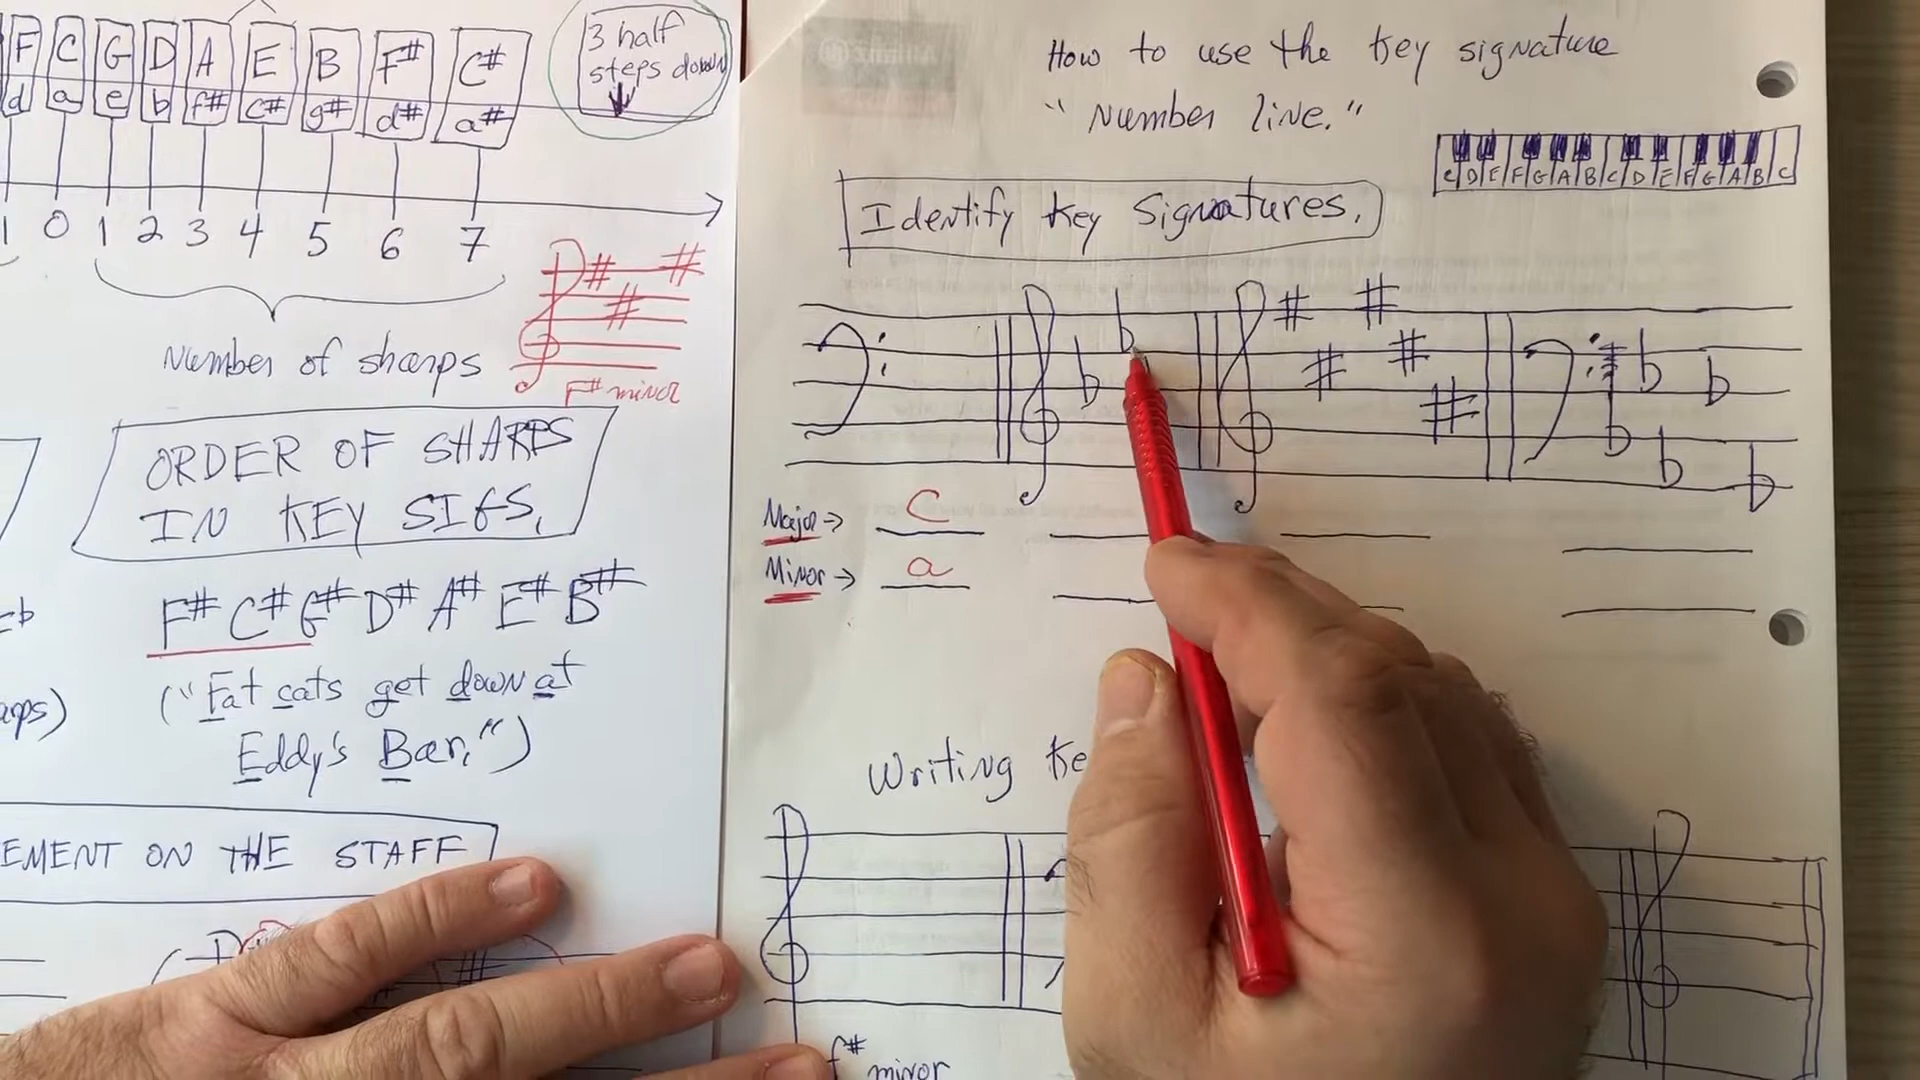 F C G D A E B F# C#
d a e b f# c# g# d# a#
3 half
steps down
1 0 1 2 3 4 5 6 7
Number of sharps
F# minor
ORDER OF SHARPS
IN KEY SIGS.
F# C# G# D# A# E# B#
("Fat cats get down at
Eddy's Bar.")
arps)
EMENT ON THE STAFF
How to use the Key signature
"Number line."
C D E F G A B C D E F G A B C
Identify Key Signatures.
Major → C
Minor → a
Writing Ke
f# minor